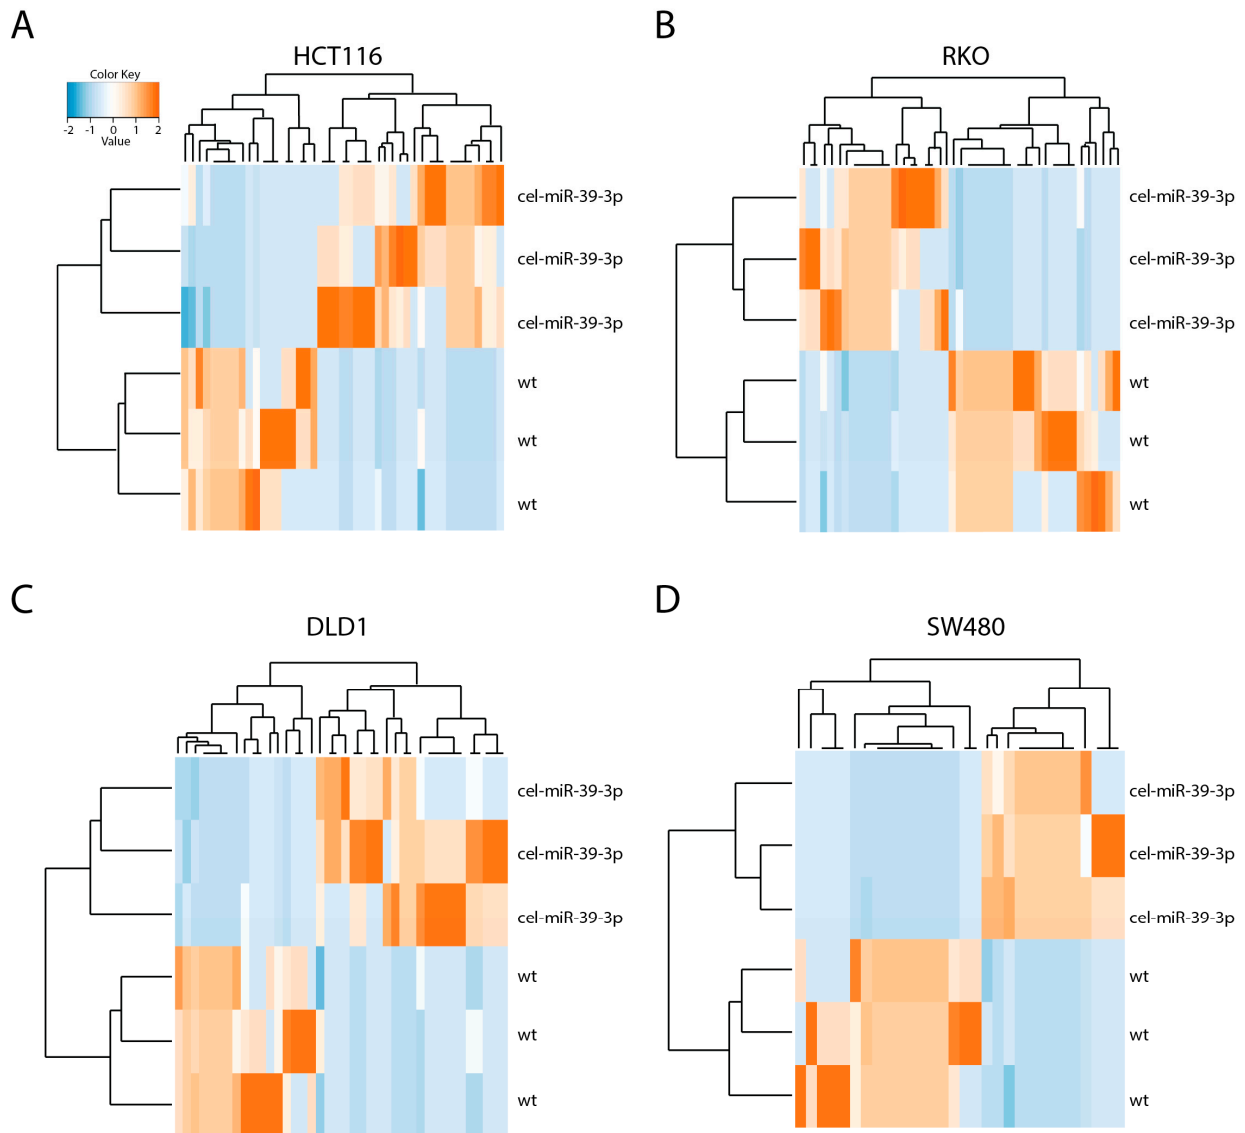 A
HCT116
Color Key
-2 -1 0 1 2
Value
cel-miR-39-3p
cel-miR-39-3p
cel-miR-39-3p
wt
wt
wt
B
RKO
cel-miR-39-3p
cel-miR-39-3p
cel-miR-39-3p
wt
wt
wt
C
DLD1
cel-miR-39-3p
cel-miR-39-3p
cel-miR-39-3p
wt
wt
wt
D
SW480
cel-miR-39-3p
cel-miR-39-3p
cel-miR-39-3p
wt
wt
wt